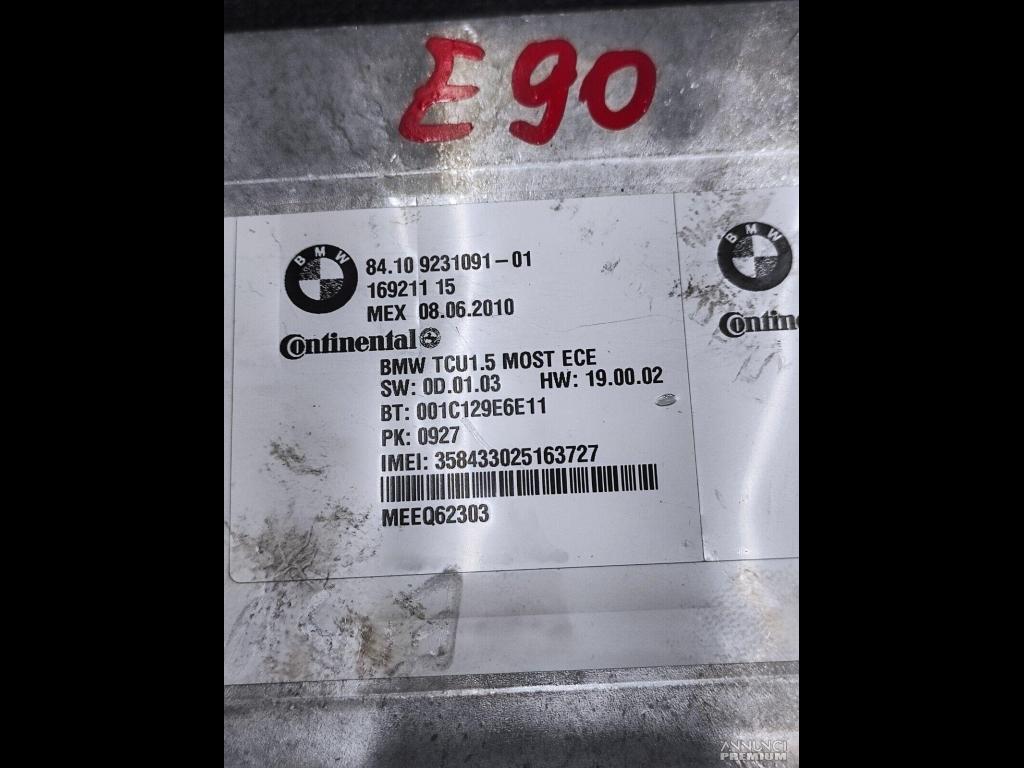 E90
BMW
84.10 9231091-01
169211 15
MEX 08.06.2010
Continental
BMW TCU1.5 MOST ECE
SW: 0D.01.03 HW: 19.00.02
BT: 001C129E6E11
PK: 0927
IMEI: 358433025163727
MEEQ62303
BMW
Contin
ANNUNCI
PREMIUM